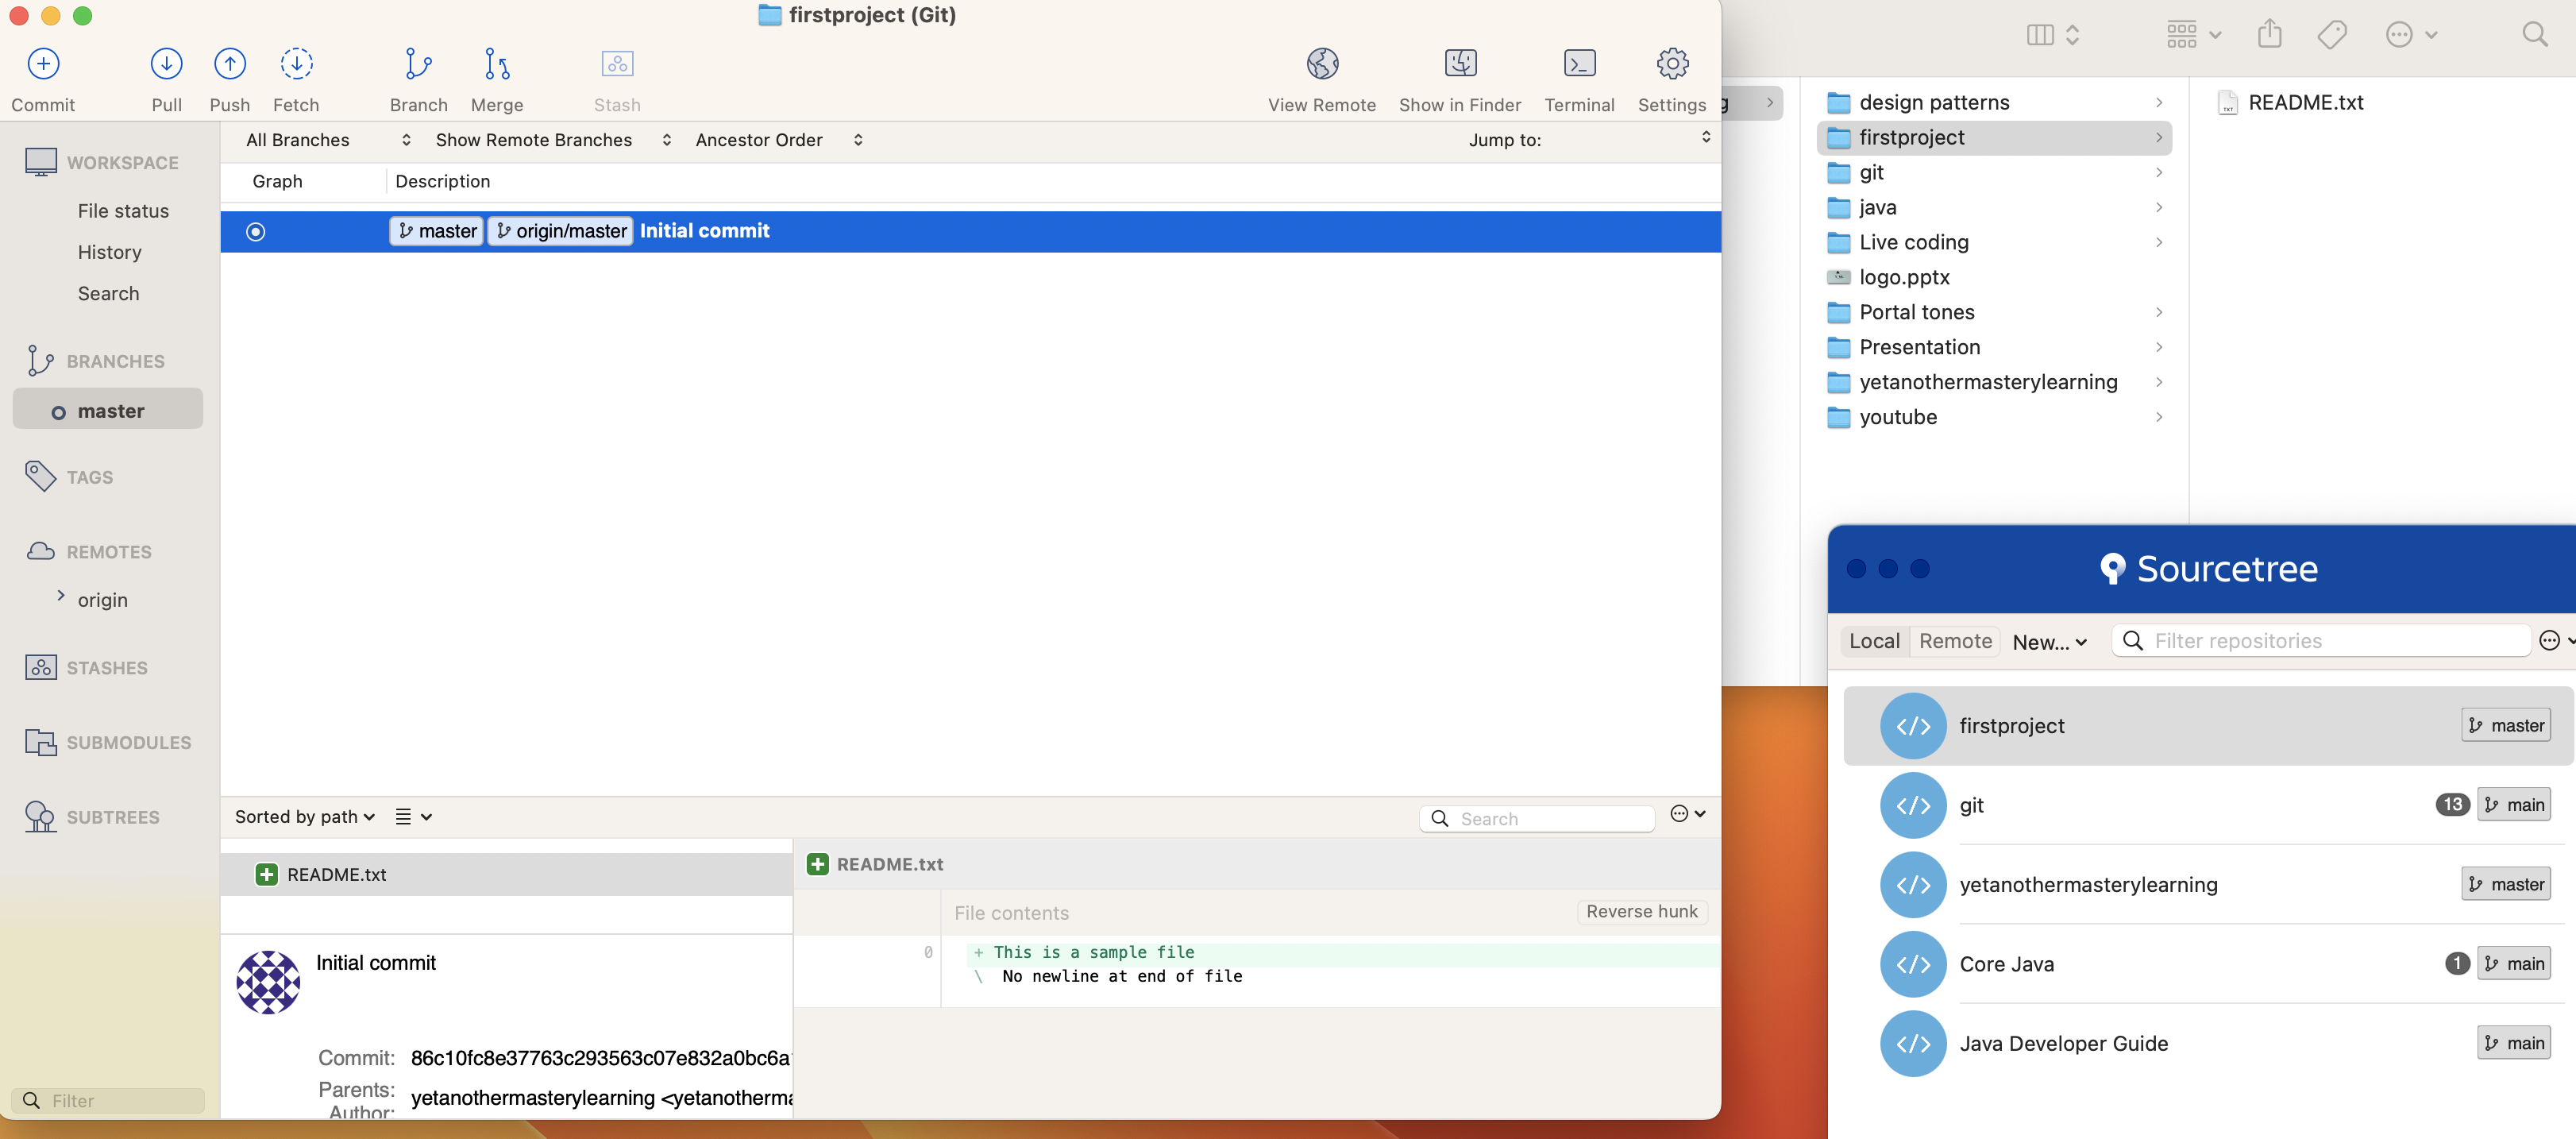 firstproject (Git)
Commit
Pull
Push
Fetch
Branch
Merge
Stash
View Remote
Show in Finder
Terminal
Settings
WORKSPACE
File status
History
Search
BRANCHES
master
TAGS
REMOTES
origin
STASHES
SUBMODULES
SUBTREES
Filter
All Branches
Show Remote Branches
Ancestor Order
Jump to:
Graph
Description
master
origin/master
Initial commit
Sorted by path
Search
README.txt
Initial commit
Commit: 86c10fc8e37763c293563c07e832a0bc6a
Parents:
Author:
yetanothermasterylearning <yetanotherma
README.txt
File contents
Reverse hunk
0 + This is a sample file
\ No newline at end of file
g
design patterns
firstproject
git
java
Live coding
logo.pptx
Portal tones
Presentation
yetanothermasterylearning
youtube
README.txt
Sourcetree
Local
Remote
New...
Filter repositories
firstproject
master
git
13
main
yetanothermasterylearning
master
Core Java
1
main
Java Developer Guide
main